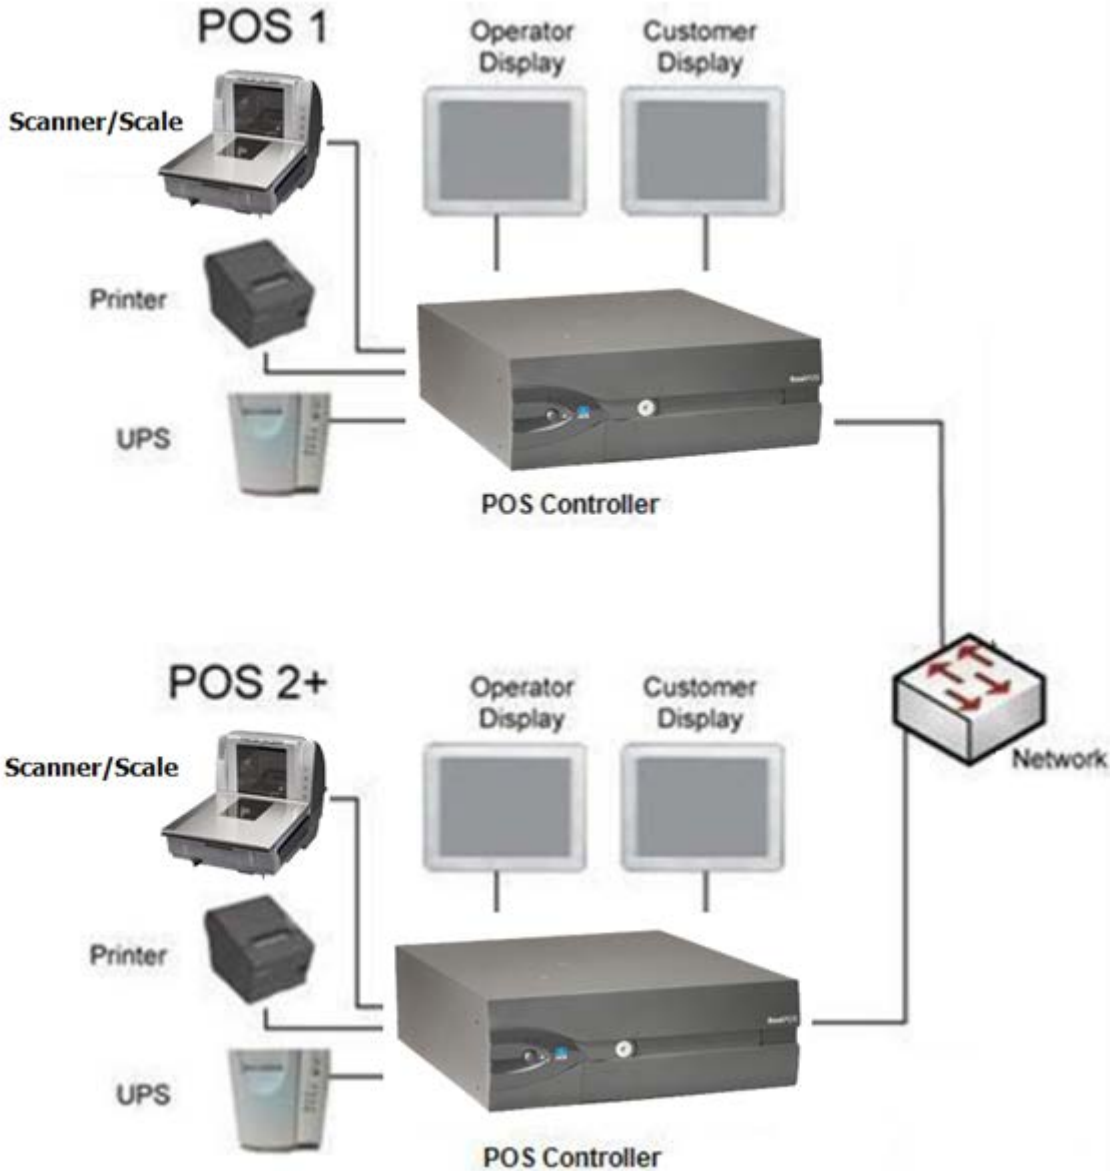 POS 1
Operator
Display
Customer
Display
Scanner/Scale
Printer
UPS
POS Controller
POS 2+
Operator
Display
Customer
Display
Scanner/Scale
Network
Printer
UPS
POS Controller